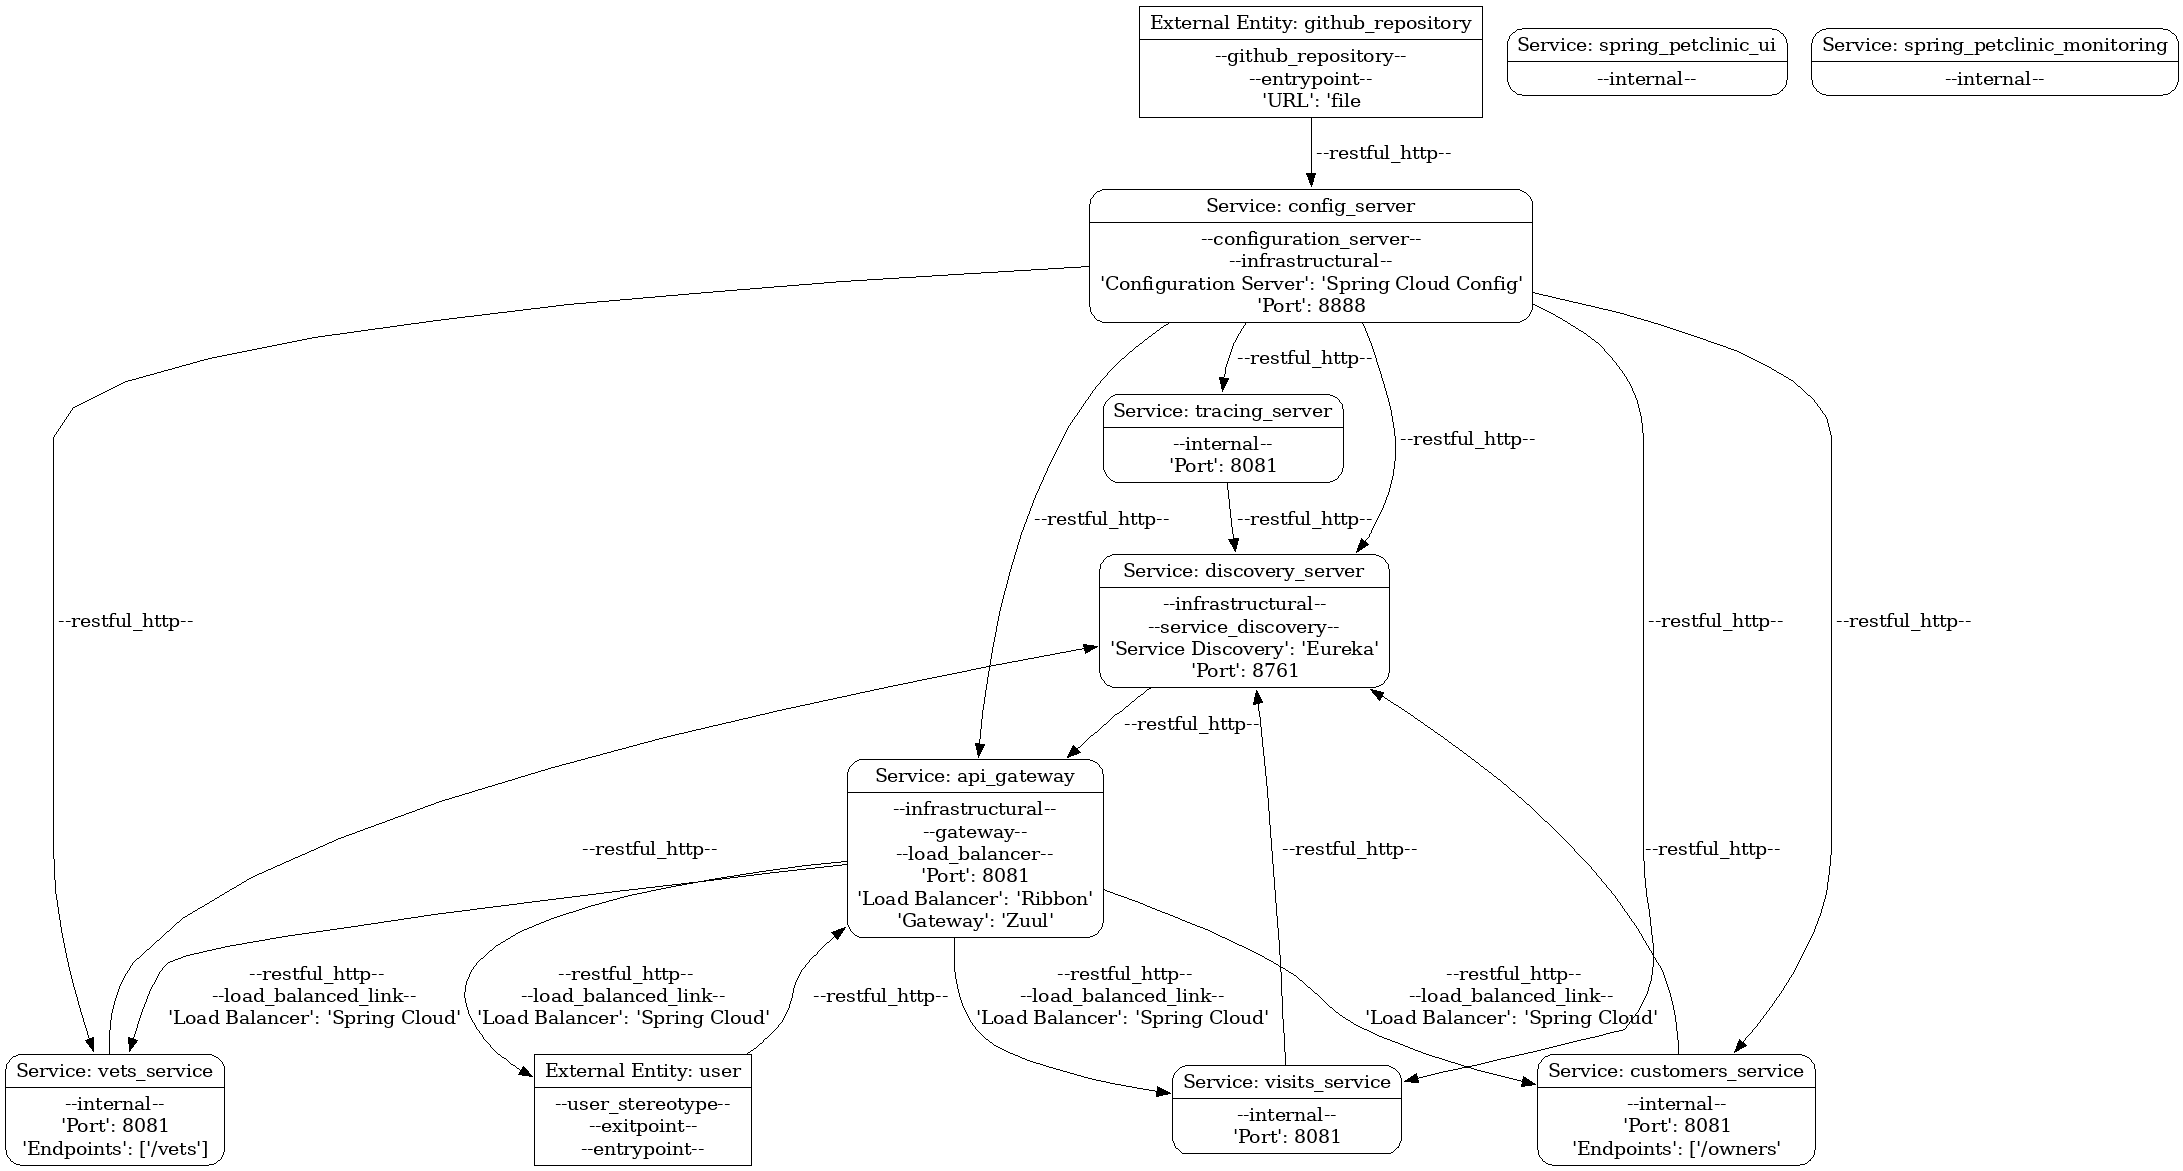 External Entity: github_repository
--github_repository--
--entrypoint--
'URL': 'file
Service: spring_petclinic_ui
--internal--
Service: spring_petclinic_monitoring
--internal--
--restful_http--
Service: config_server
--configuration_server--
--infrastructural--
'Configuration Server': 'Spring Cloud Config'
'Port': 8888
--restful_http--
Service: tracing_server
--internal--
'Port': 8081
--restful_http--
--restful_http--
--restful_http--
Service: discovery_server
--infrastructural--
--service_discovery--
'Service Discovery': 'Eureka'
'Port': 8761
--restful_http--
--restful_http--
--restful_http--
--restful_http--
Service: api_gateway
--infrastructural--
--gateway--
--load_balancer--
'Port': 8081
'Load Balancer': 'Ribbon'
'Gateway': 'Zuul'
--restful_http--
--restful_http--
--restful_http--
--restful_http--
--load_balanced_link--
'Load Balancer': 'Spring Cloud'
--restful_http--
--load_balanced_link--
'Load Balancer': 'Spring Cloud'
--restful_http--
--restful_http--
--load_balanced_link--
'Load Balancer': 'Spring Cloud'
--restful_http--
--load_balanced_link--
'Load Balancer': 'Spring Cloud'
Service: vets_service
--internal--
'Port': 8081
'Endpoints': ['/vets']
External Entity: user
--user_stereotype--
--exitpoint--
--entrypoint--
Service: visits_service
--internal--
'Port': 8081
Service: customers_service
--internal--
'Port': 8081
'Endpoints': ['/owners'